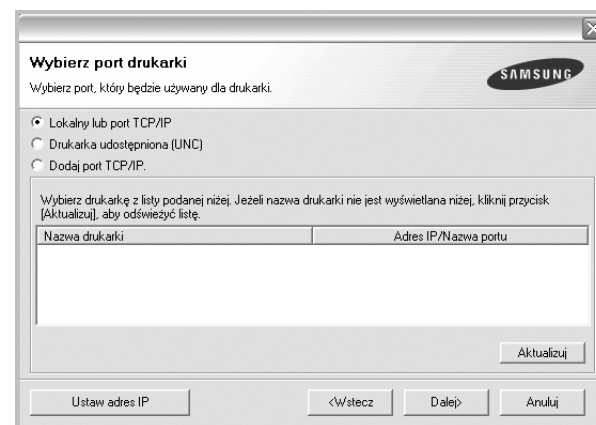 Wybierz port drukarki
Wybierz port, który będzie używany dla drukarki.
SAMSUNG
Lokalny lub port TCP/IP
Drukarka udostępniona (UNC)
Dodaj port TCP/IP.
Wybierz drukarkę z listy podanej niżej. Jeżeli nazwa drukarki nie jest wyświetlana niżej, kliknij przycisk
[Aktualizuj], aby odświeżyć listę.
Nazwa drukarki Adres IP/Nazwa portu
Aktualizuj
Ustaw adres IP <Wstecz Dalej> Anuluj